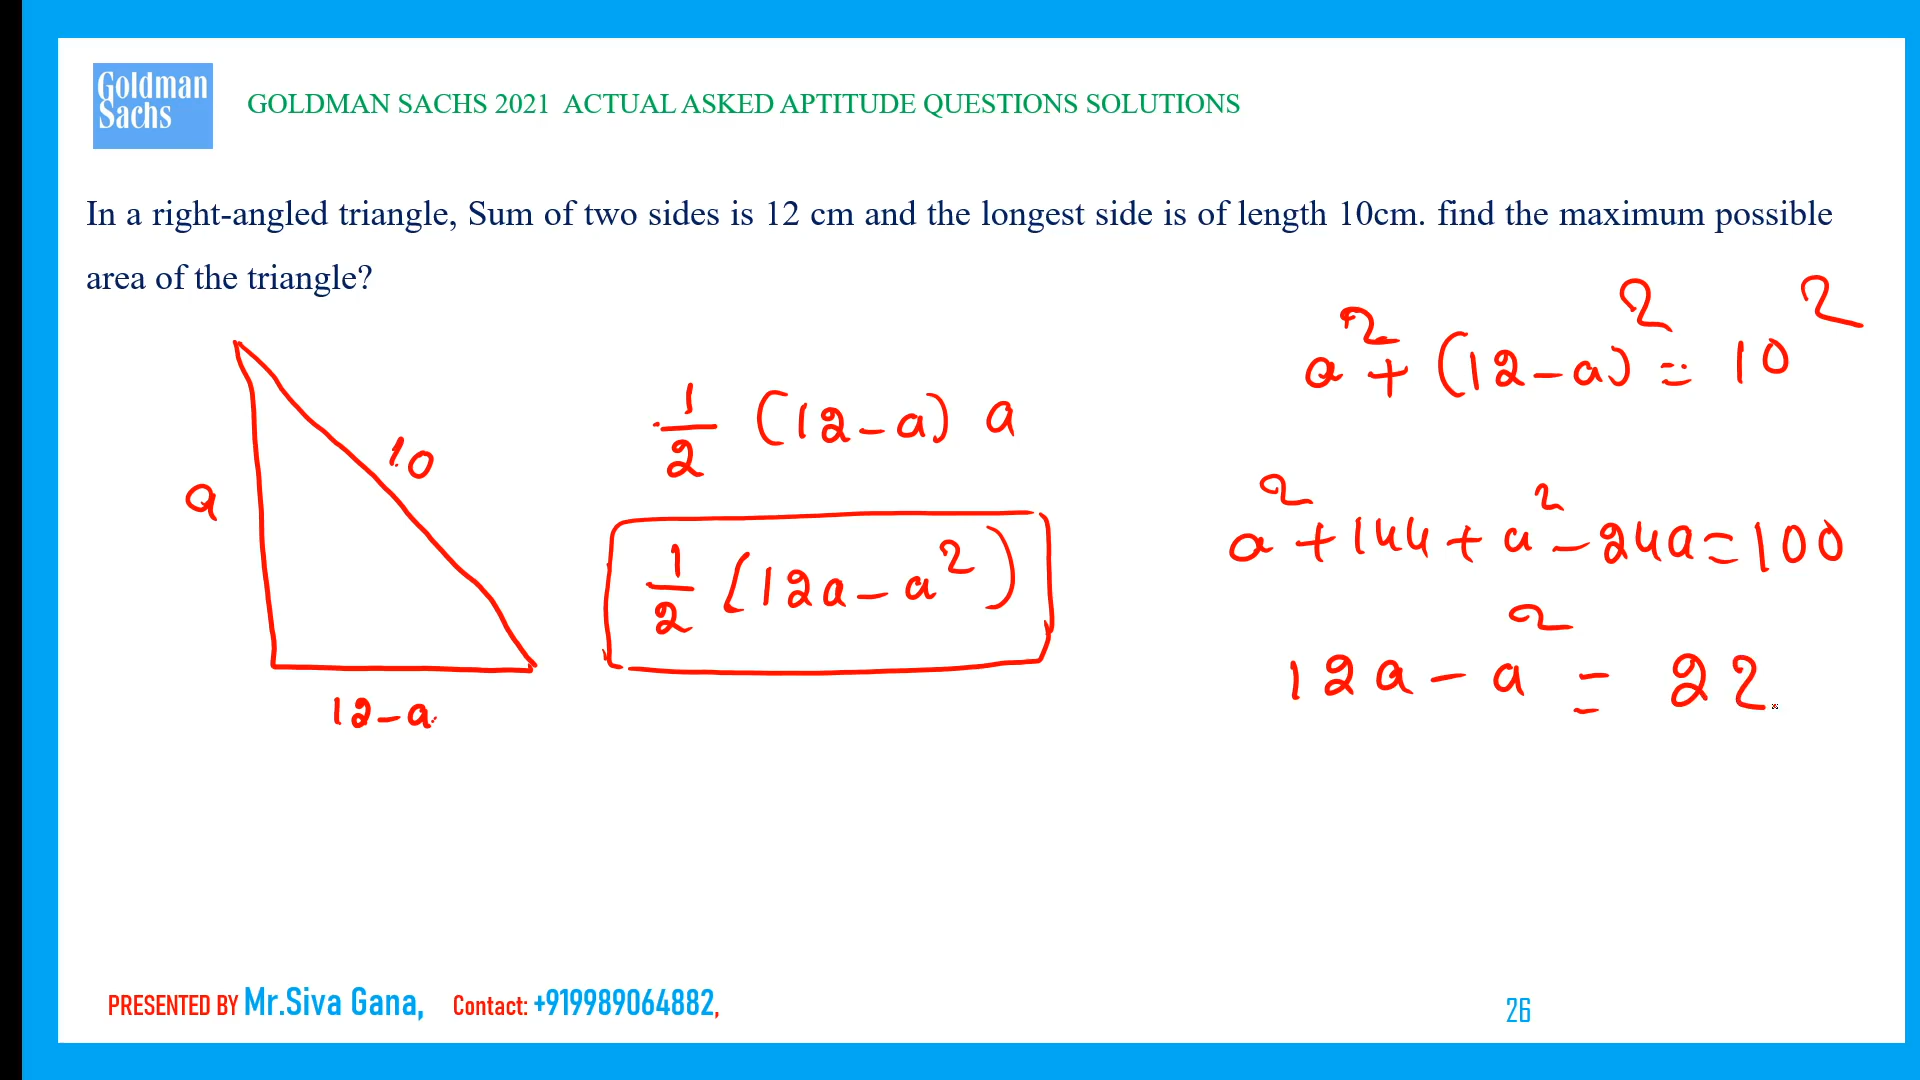 Goldman
Sachs
GOLDMAN SACHS 2021 ACTUAL ASKED APTITUDE QUESTIONS SOLUTIONS
In a right-angled triangle, Sum of two sides is 12 cm and the longest side is of length 10cm. find the maximum possible
area of the triangle?
a
10
12-a
1/2 (12-a) a
1/2 (12a-a²)
a² + (12-a)² = 10²
a² + 144 + a² - 24a = 100
12a - a² = 22
PRESENTED BY Mr.Siva Gana, Contact: +919989064882,
26